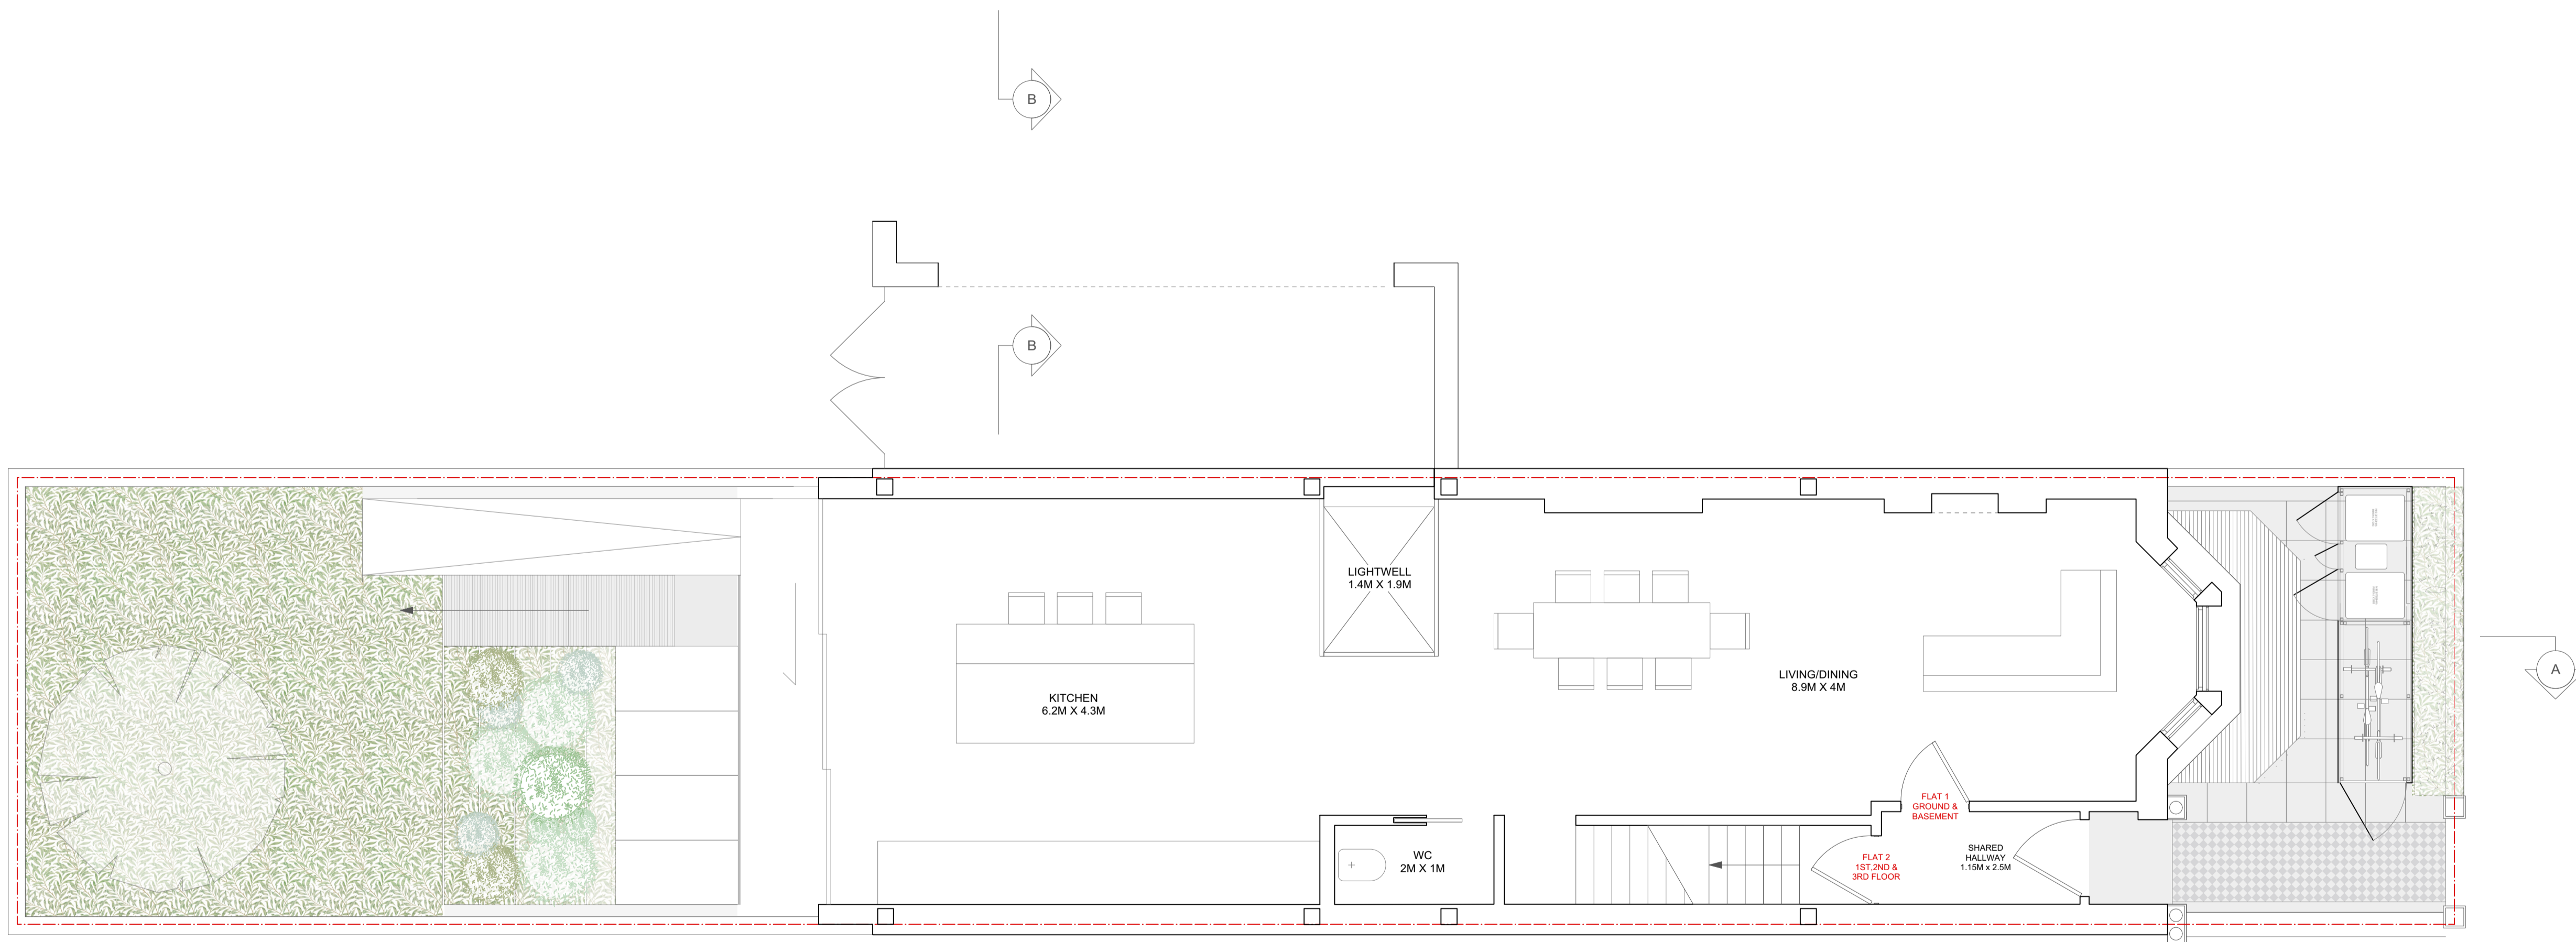 B
B
LIGHTWELL
1.4M X 1.9M
KITCHEN
6.2M X 4.3M
LIVING/DINING
8.9M X 4M
A
FLAT 1
GROUND &
BASEMENT
WC
2M X 1M
FLAT 2
1ST,2ND &
3RD FLOOR
SHARED
HALLWAY
1.15M x 2.5M